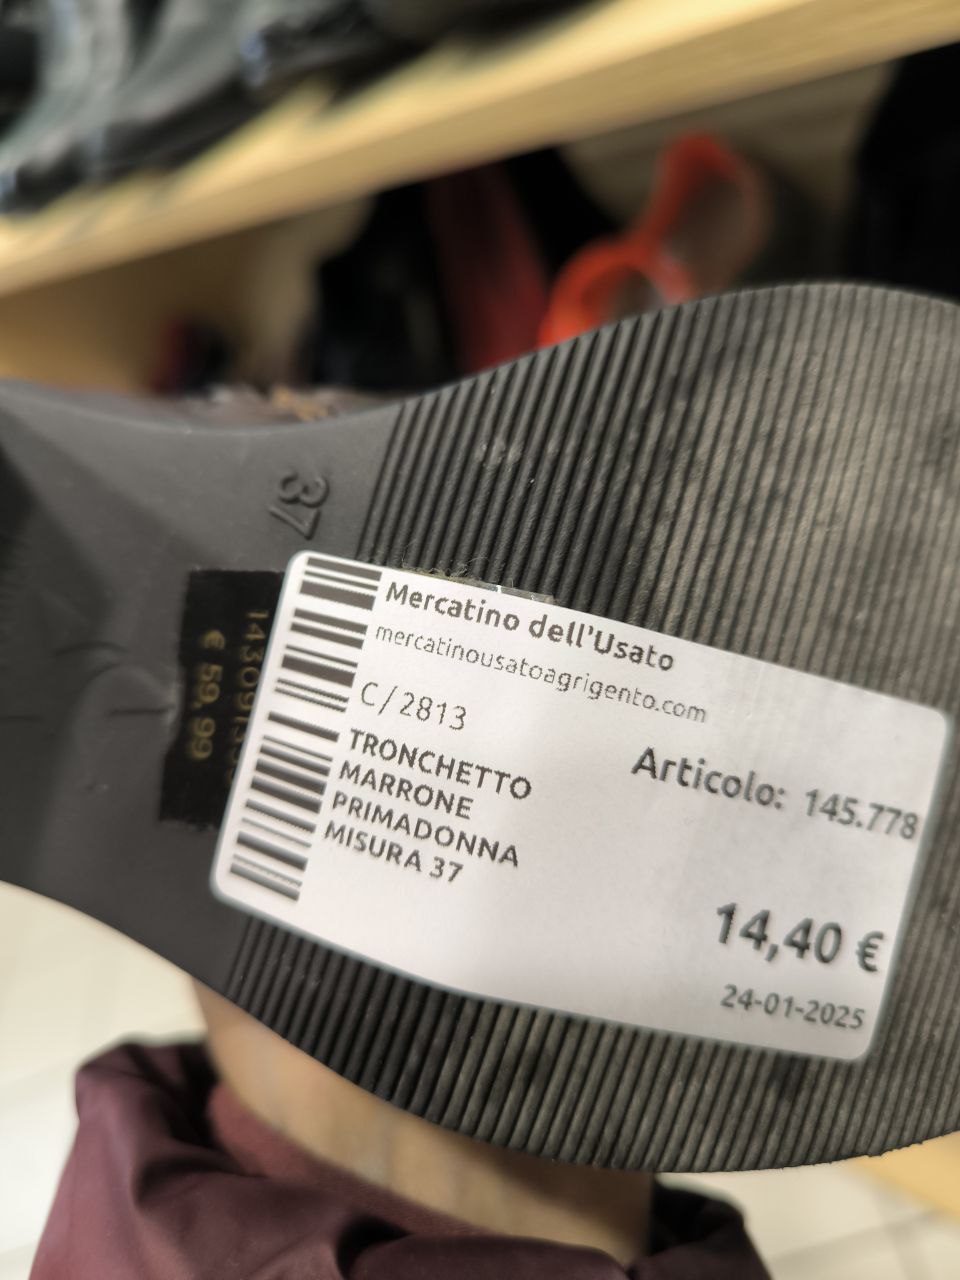 37
€ 59,99
Mercatino dell'Usato
mercatinousatoagrigento.com
C/2813
TRONCHETTO
MARRONE
PRIMADONNA
MISURA 37
Articolo: 145.778
14,40 €
24-01-2025